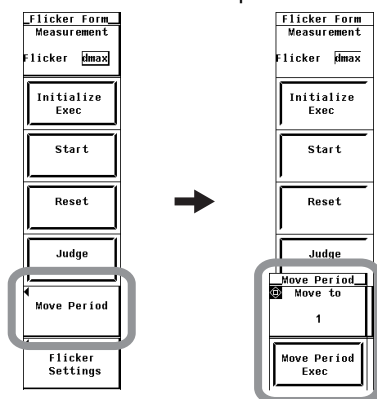 Flicker Form
Measurement
Flicker dmax
Initialize
Exec
Start
Reset
Judge
Move Period
Flicker
Settings
Flicker Form
Measurement
Flicker dmax
Initialize
Exec
Start
Reset
Judge
Move Period
Move to
1
Move Period
Exec